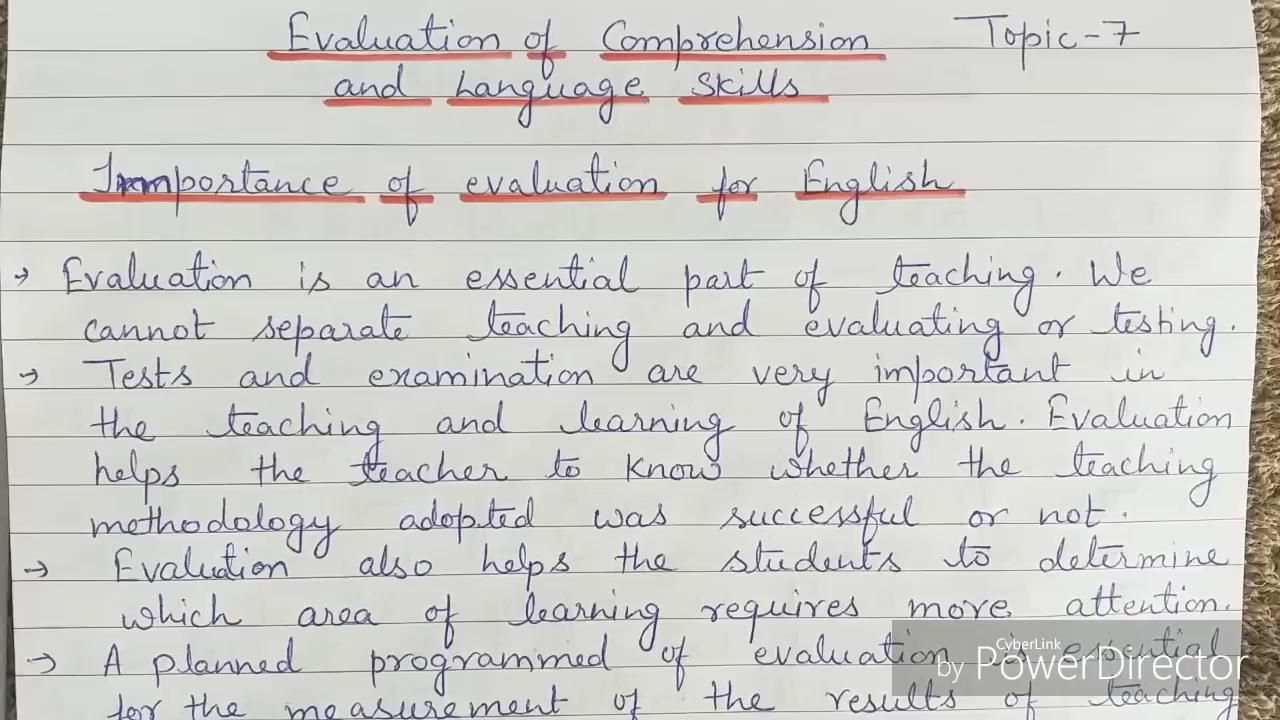 Evaluation of Comprehension Topic-7
and Language Skills
Importance of evaluation for English
→ Evaluation is an essential part of teaching. We
cannot separate teaching and evaluating or testing.
→ Tests and examination are very important in
the teaching and learning of English. Evaluation
helps the teacher to know whether the teaching
methodology adopted was successful or not.
→ Evaluation also helps the students to determine
which area of learning requires more attention.
→ A planned programmed of evaluation is essential
for the measurement of the results of teaching
CyberLink
by PowerDirector